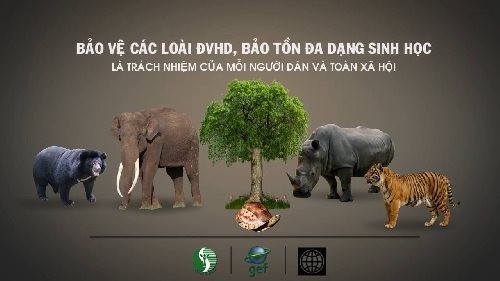 BẢO VỆ CÁC LOÀI ĐVHD, BẢO TỒN ĐA DẠNG SINH HỌC
LÀ TRÁCH NHIỆM CỦA MỖI NGƯỜI DÂN VÀ TOÀN XÃ HỘI
gef